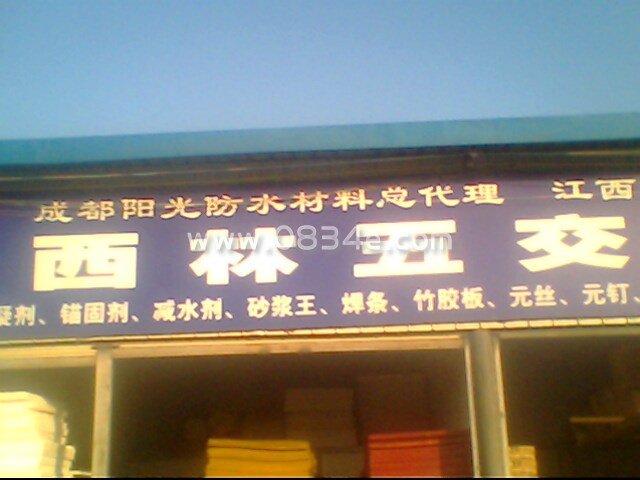 成都阳光防水材料总代理 江西
西林五交
www.0834e.com
凝剂、锚固剂、减水剂、砂浆王、焊条、竹胶板、元丝、元钉、